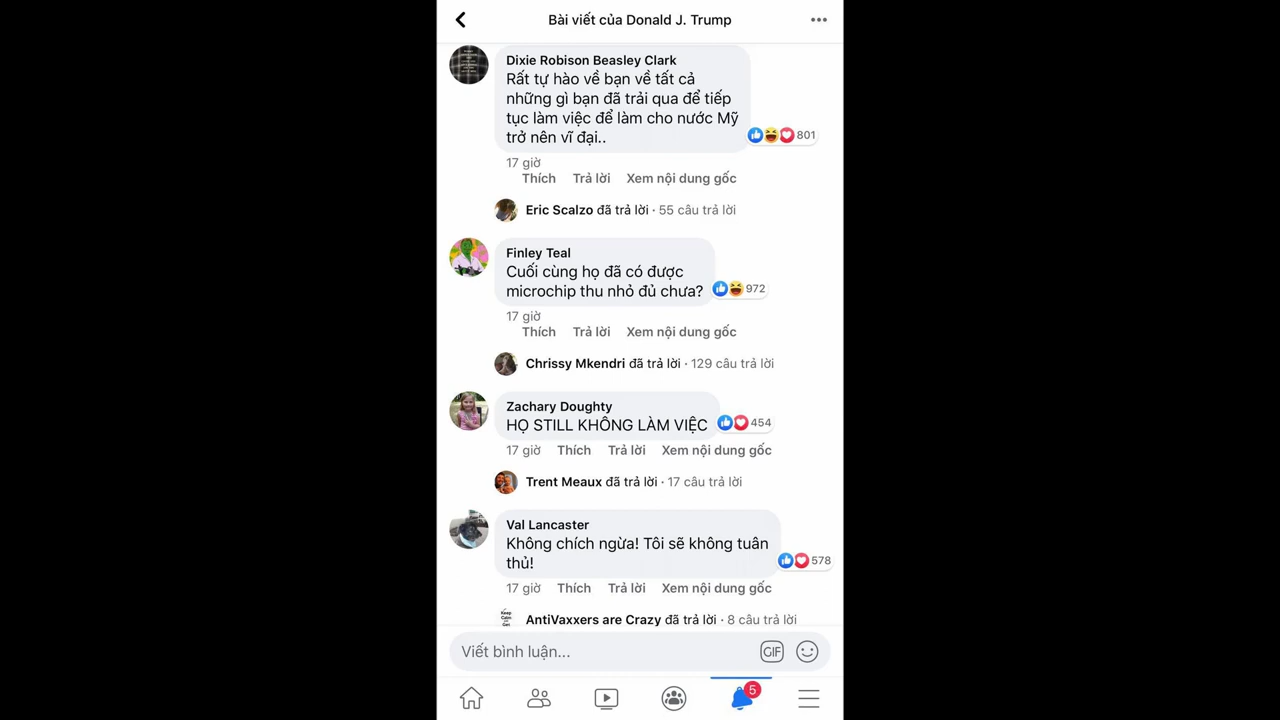 Bài viết của Donald J. Trump
Dixie Robison Beasley Clark
Rất tự hào về bạn về tất cả
những gì bạn đã trải qua để tiếp
tục làm việc để làm cho nước Mỹ
trở nên vĩ đại..
801
17 giờ
Thích Trả lời Xem nội dung gốc
Eric Scalzo đã trả lời · 55 câu trả lời
Finley Teal
Cuối cùng họ đã có được
microchip thu nhỏ đủ chưa?
972
17 giờ
Thích Trả lời Xem nội dung gốc
Chrissy Mkendri đã trả lời · 129 câu trả lời
Zachary Doughty
HỌ STILL KHÔNG LÀM VIỆC
454
17 giờ Thích Trả lời Xem nội dung gốc
Trent Meaux đã trả lời · 17 câu trả lời
Val Lancaster
Không chích ngừa! Tôi sẽ không tuân
thủ!
578
17 giờ Thích Trả lời Xem nội dung gốc
AntiVaxxers are Crazy đã trả lời · 8 câu trả lời
Viết bình luận...
GIF
5